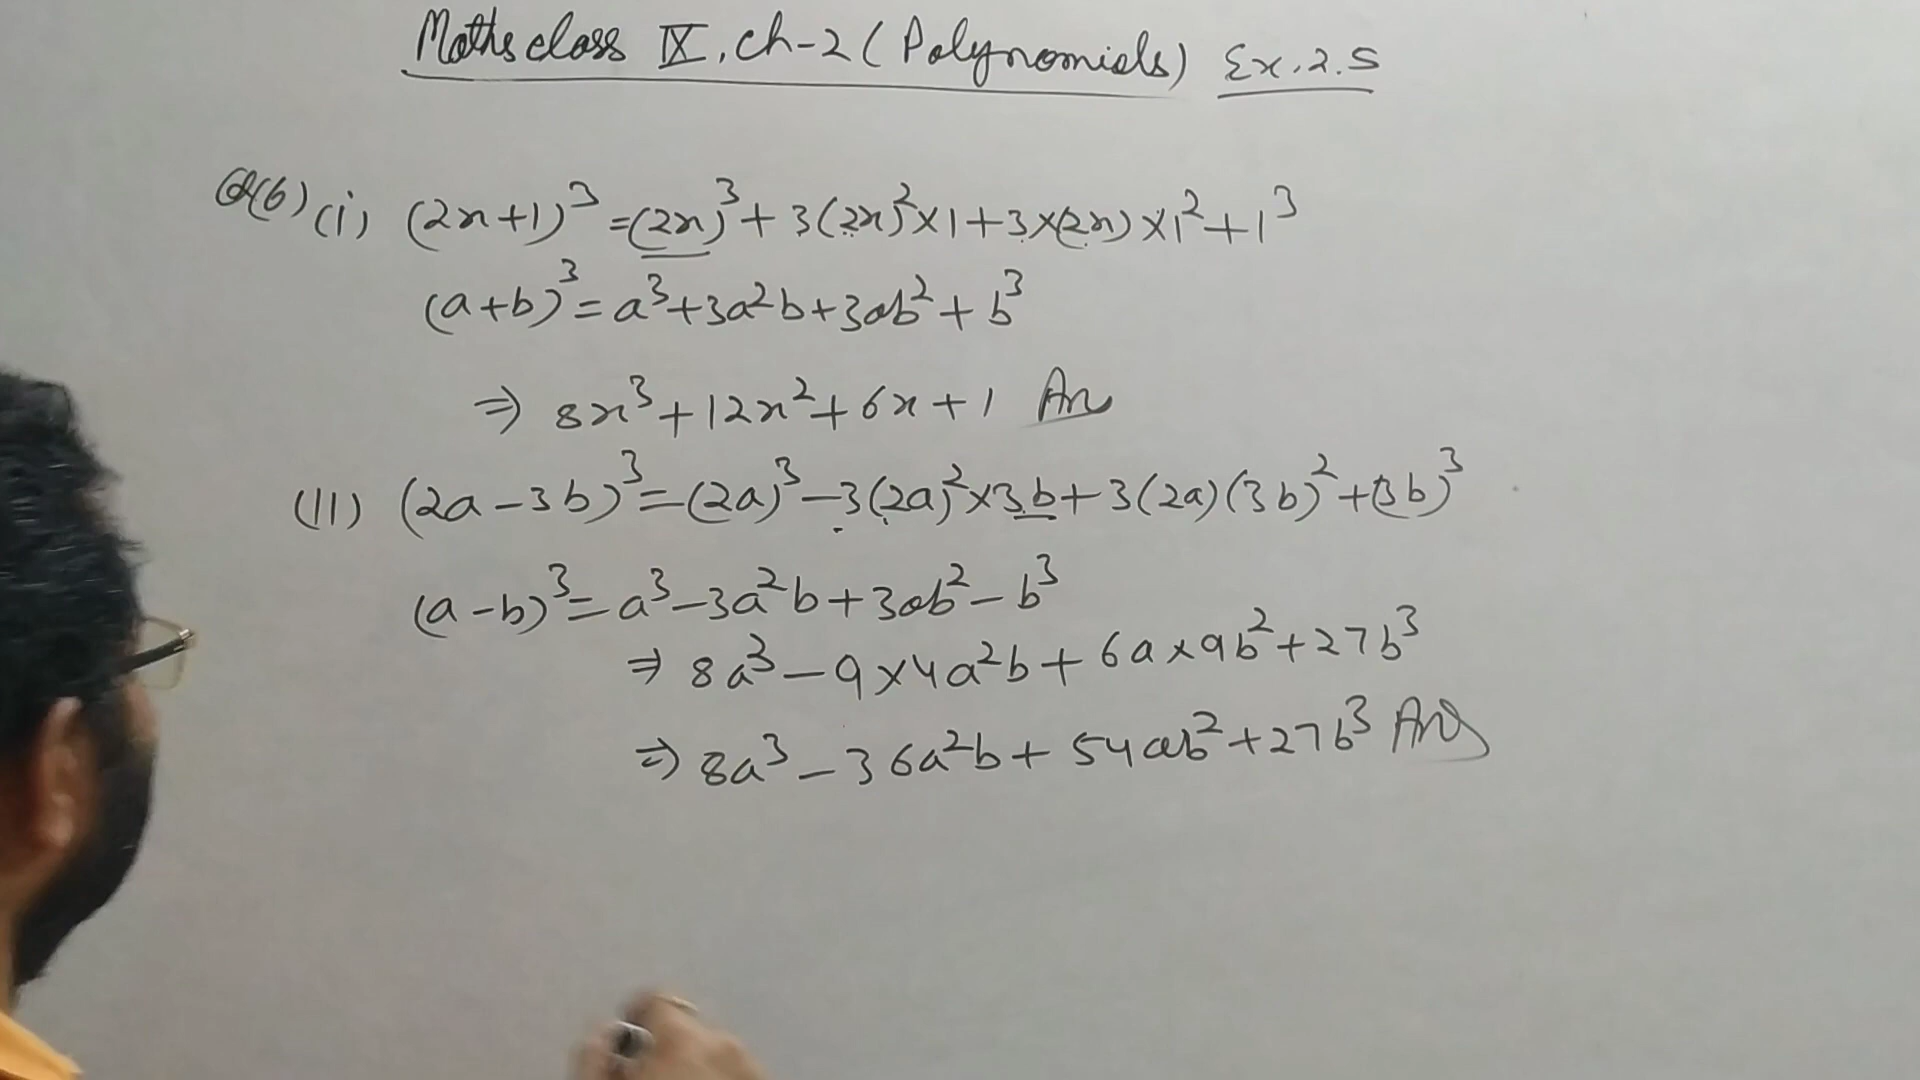 Maths class IX, Ch-2 (Polynomials) Ex. 2.5
Q(6) (i) (2x+1)³ = (2x)³ + 3(2x)²×1 + 3×(2x)×1² + 1³
(a+b)³ = a³+3a²b+3ab²+b³
⇒ 8x³+12x²+6x+1 An
(II) (2a-3b)³ = (2a)³ - 3(2a)²×3b + 3(2a)(3b)² + (3b)³
(a-b)³ = a³-3a²b+3ab²-b³
⇒ 8a³ - 9×4a²b + 6a×9b² + 27b³
⇒ 8a³ - 36a²b + 54ab² + 27b³ Ans